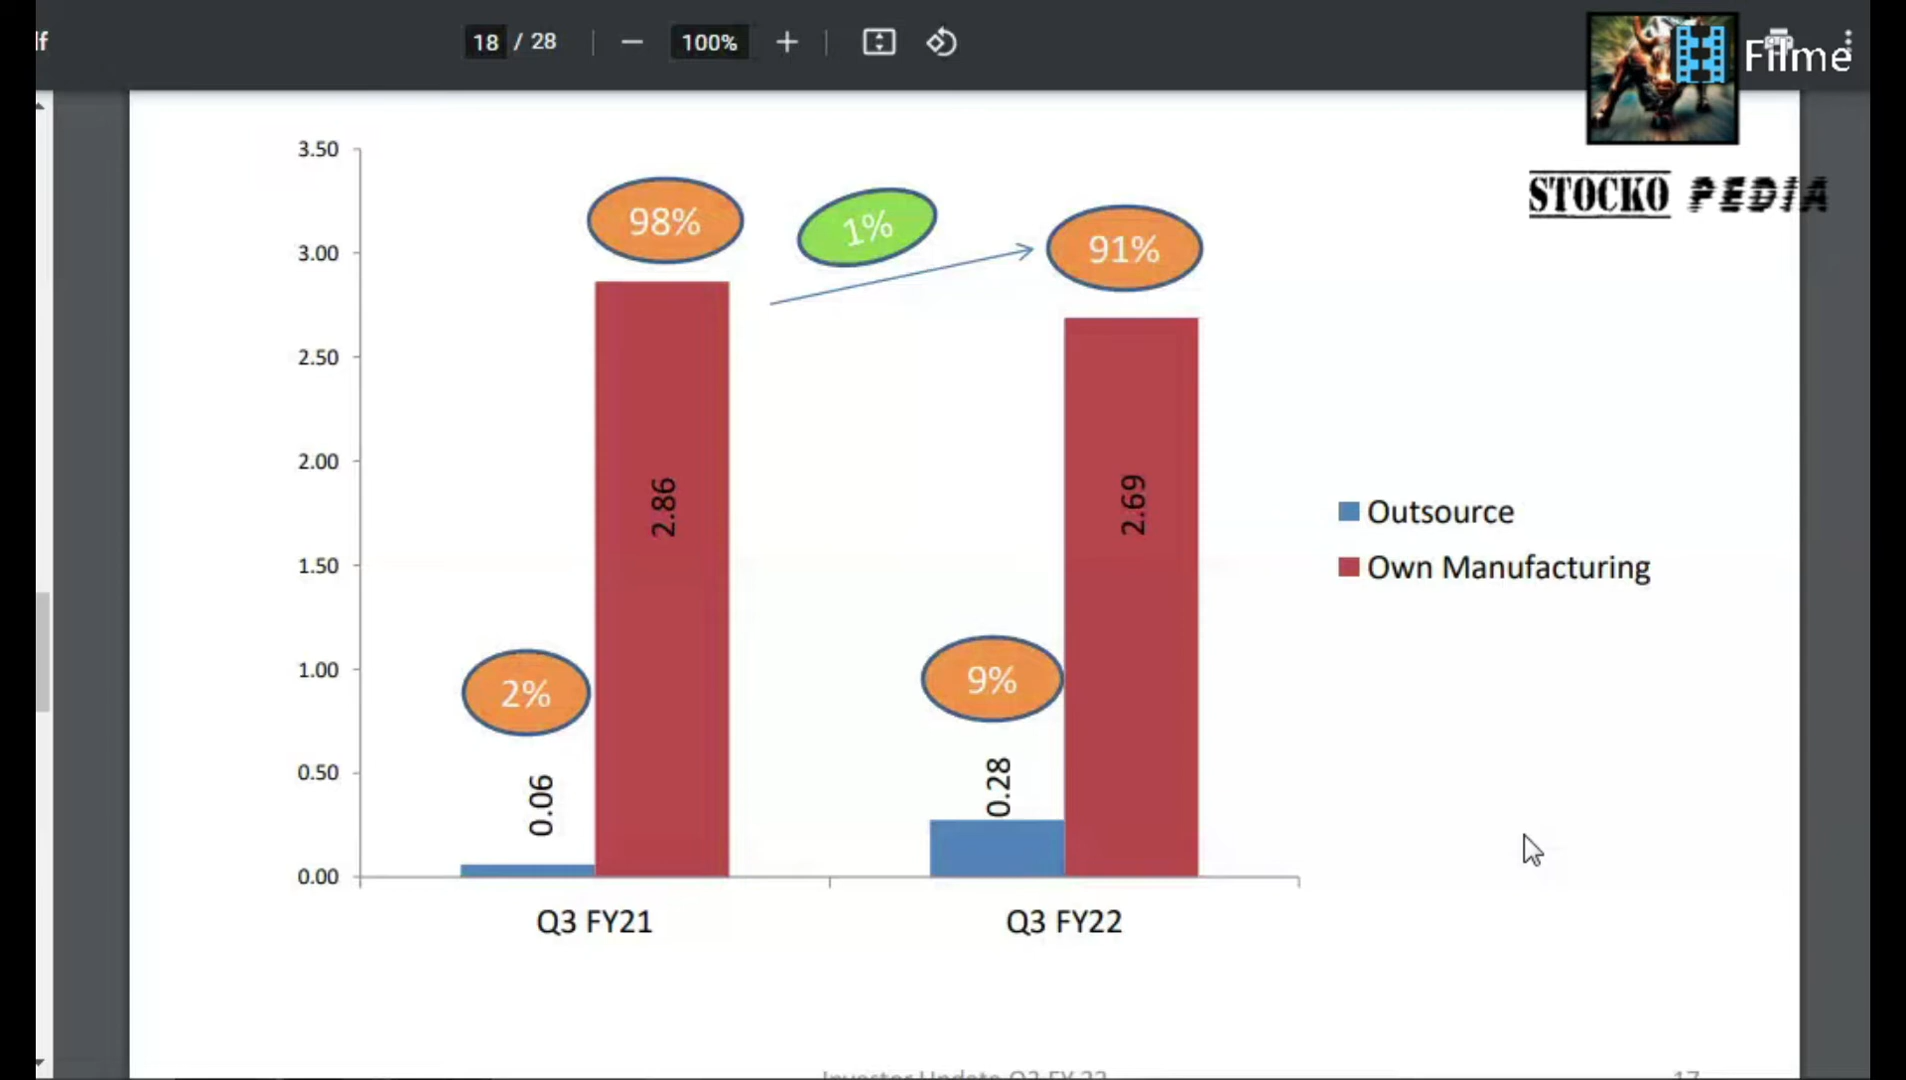 18 / 28
100%
Filme
STOCKO PEDIA
3.50
3.00
2.50
2.00
1.50
1.00
0.50
0.00
98%
1%
91%
2.86
2.69
2%
9%
0.06
0.28
Outsource
Own Manufacturing
Q3 FY21
Q3 FY22